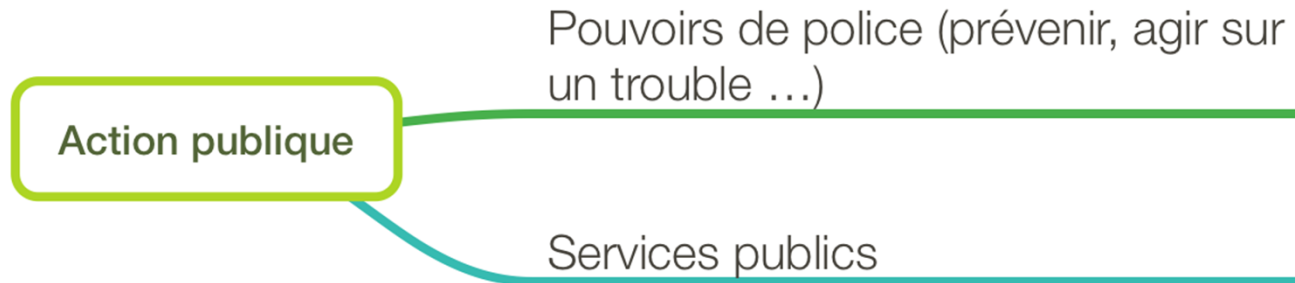 Pouvoirs de police (prévenir, agir sur
un trouble …)
Action publique
Services publics